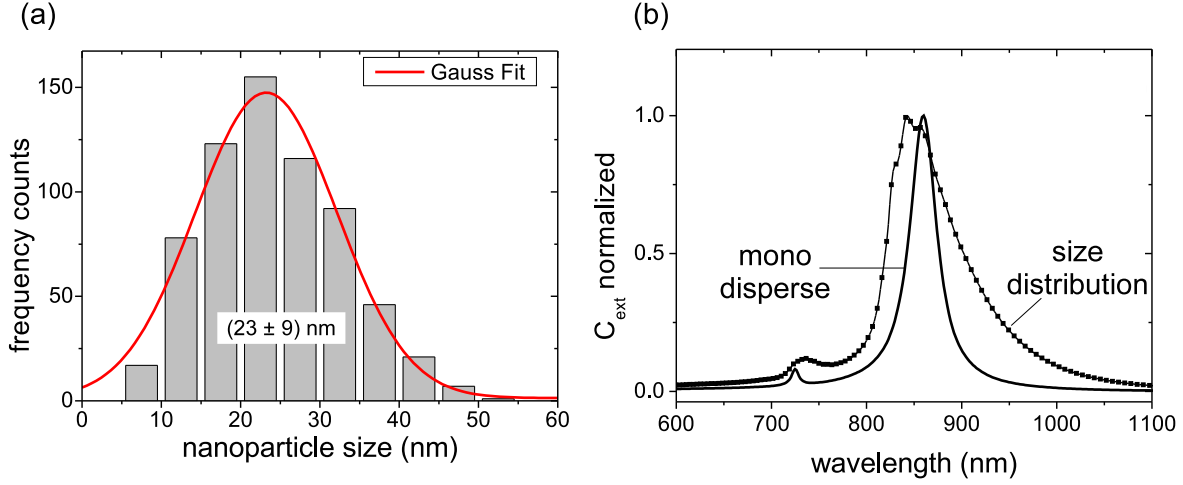 (a)
Gauss Fit
frequency counts
150
100
50
0
(23 ± 9) nm
0 10 20 30 40 50 60
nanoparticle size (nm)
(b)
C_ext normalized
1.0
0.5
0.0
mono
disperse
size
distribution
600 700 800 900 1000 1100
wavelength (nm)